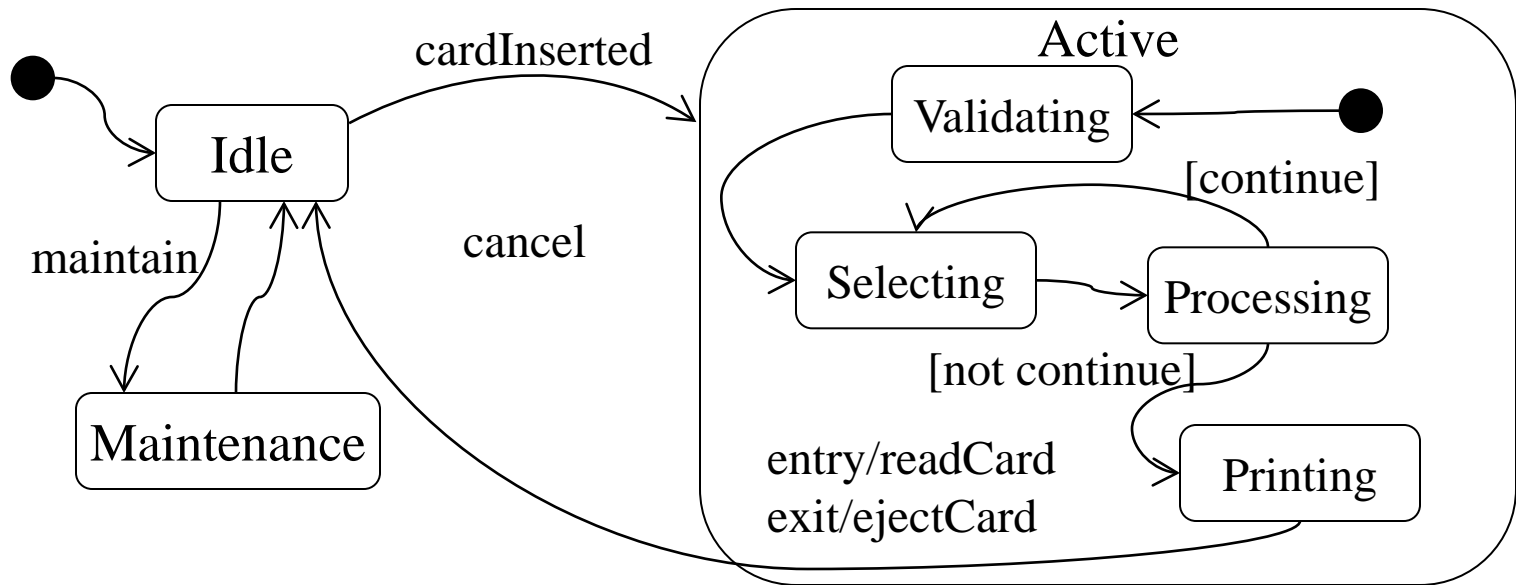 Active
cardInserted
Validating
Idle
[continue]
cancel
maintain
Selecting
Processing
[not continue]
Maintenance
entry/readCard
Printing
exit/ejectCard